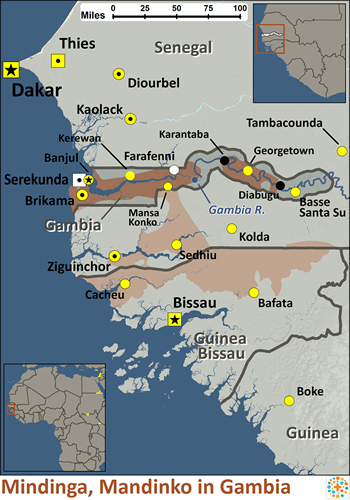 0 25 50 75 100
Miles
Senegal
Thies
Dakar
Diourbel
Kaolack
Tambacounda
Karantaba
Kerewan
Farafenni
Georgetown
Banjul
Serekunda
Brikama
Mansa
Konko
Diabugu
Basse
Santa Su
Gambia
Gambia R.
Kolda
Ziguinchor
Sedhiu
Cacheu
Bissau
Bafata
Guinea
Bissau
Boke
Guinea
Mindinga, Mandinko in Gambia